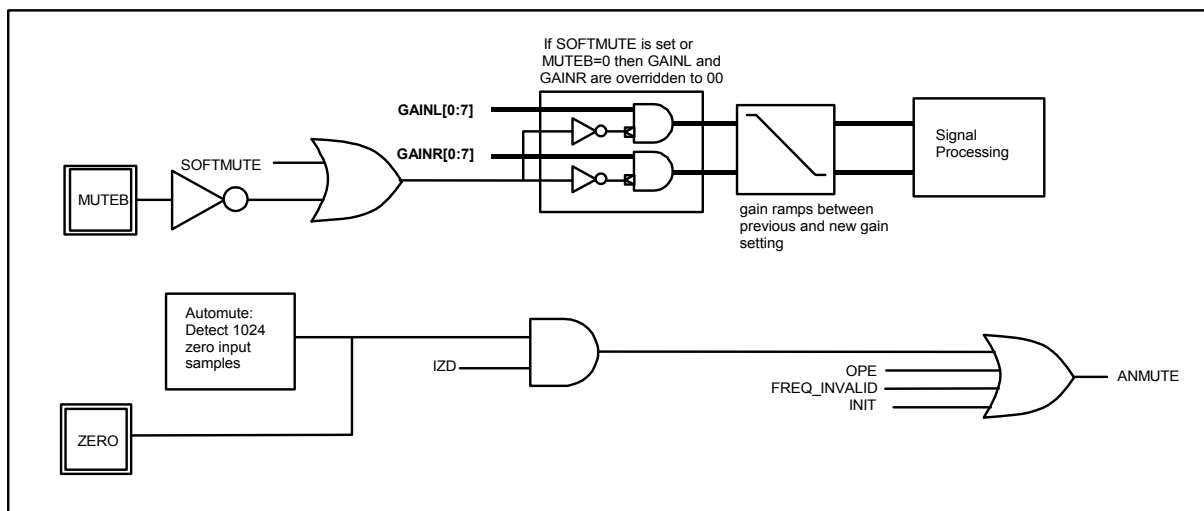 If SOFTMUTE is set or
MUTEB=0 then GAINL and
GAINR are overridden to 00
GAINL[0:7]
SOFTMUTE
GAINR[0:7]
MUTEB
Signal
Processing
gain ramps between
previous and new gain
setting
Automute:
Detect 1024
zero input
samples
IZD
OPE
FREQ_INVALID
INIT
ANMUTE
ZERO